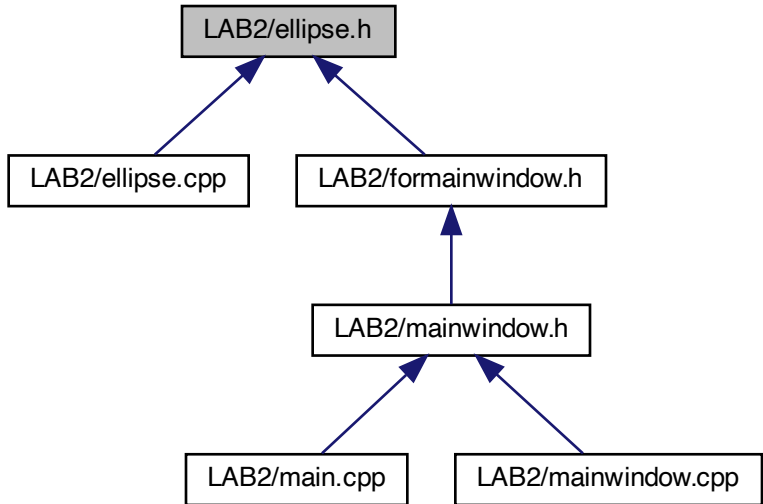 LAB2/ellipse.h
LAB2/ellipse.cpp
LAB2/formainwindow.h
LAB2/mainwindow.h
LAB2/main.cpp
LAB2/mainwindow.cpp